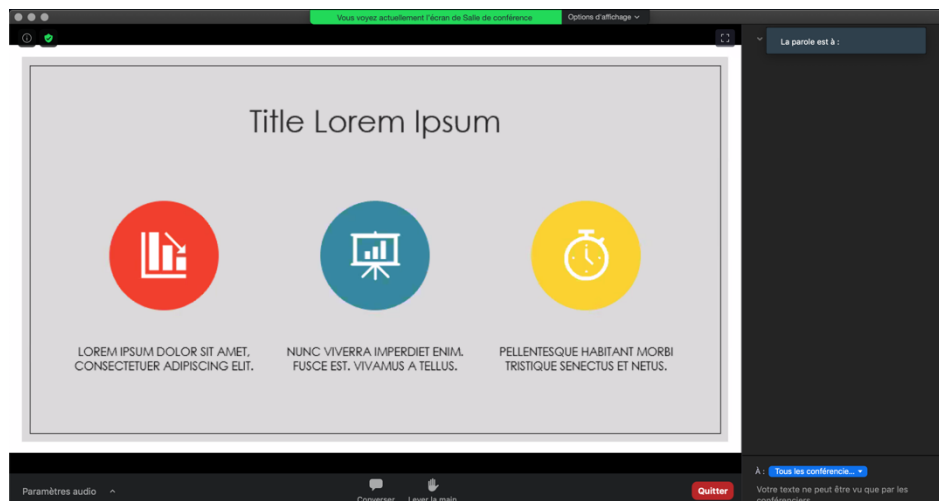 Vous voyez actuellement l'écran de Salle de conférence
Options d'affichage
La parole est à :
Title Lorem Ipsum
LOREM IPSUM DOLOR SIT AMET,
CONSECTETUER ADIPISCING ELIT.
NUNC VIVERRA IMPERDIET ENIM.
FUSCE EST. VIVAMUS A TELLUS.
PELLENTESQUE HABITANT MORBI
TRISTIQUE SENECTUS ET NETUS.
À : Tous les conférencie...
Paramètres audio
Converser
Lever la main
Quitter
Votre texte ne peut être vu que par les
conférenciers